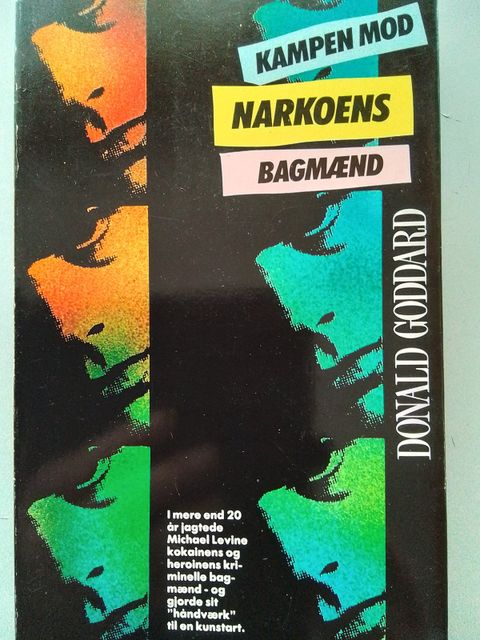 KAMPEN MOD
NARKOENS
BAGMÆND
DONALD GODDARD
I mere end 20
år jagtede
Michael Levine
kokainens og
heroinens kri-
minelle bag-
mænd - og
gjorde sit
"håndværk"
til en kunstart.